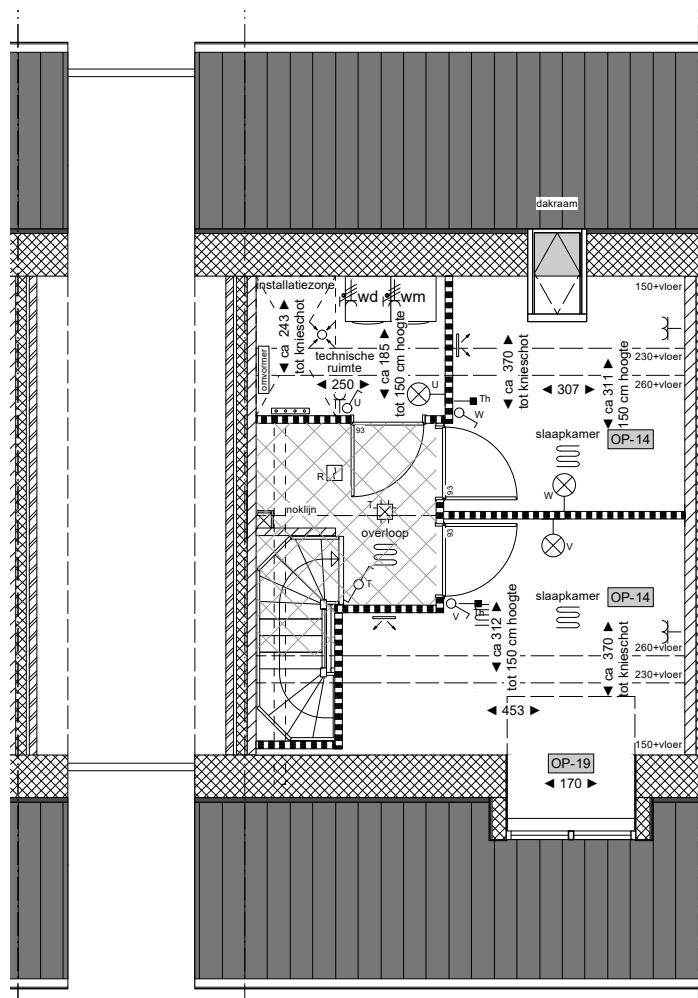 dakraam
installatiezone
wd
wm
150+vloer
ca 243
tot knieschot
technische
ruimte
250
omvormer
ca 185
tot 150 cm hoogte
U
U
ca 370
tot knieschot
230+vloer
307
ca 311
150 cm hoogte
260+vloer
Th
W
slaapkamer
OP-14
93
93
R
W
noklijn
T
overloop
93
V
T
slaapkamer
OP-14
V
ca 312
tot 150 cm hoogte
ca 370
tot knieschot
260+vloer
230+vloer
453
150+vloer
OP-19
170